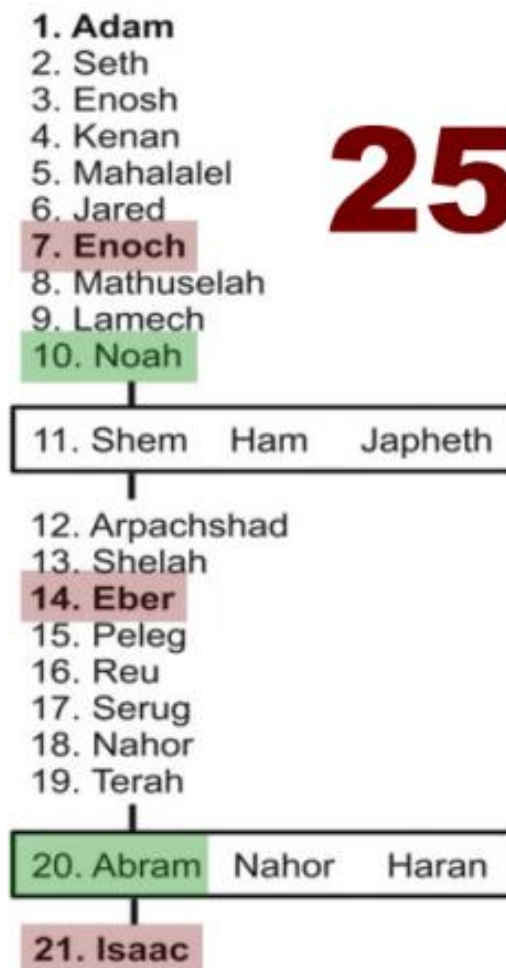 1. Adam
2. Seth
3. Enosh
4. Kenan
5. Mahalalel
6. Jared
7. Enoch
8. Mathuselah
9. Lamech
10. Noah
25
11. Shem Ham Japheth
12. Arpachshad
13. Shelah
14. Eber
15. Peleg
16. Reu
17. Serug
18. Nahor
19. Terah
20. Abram Nahor Haran
21. Isaac